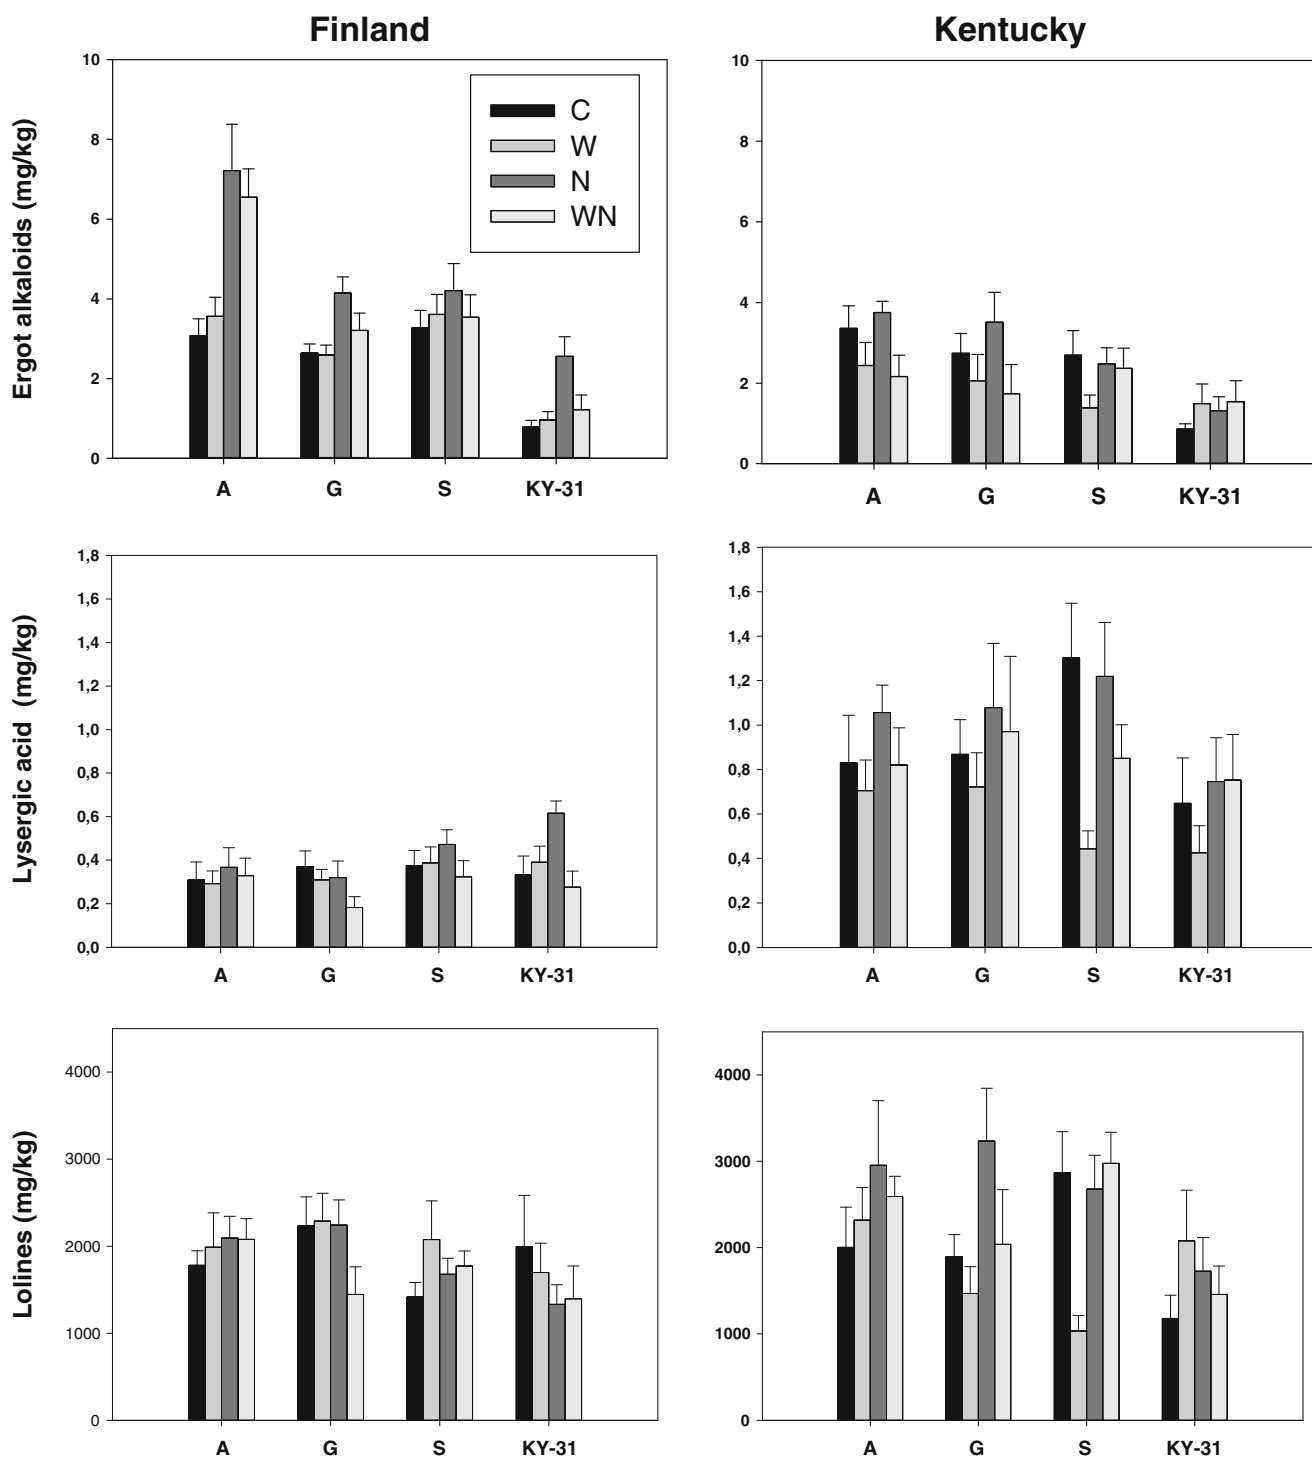 Finland
Kentucky
Ergot alkaloids (mg/kg)
10
8
6
4
2
0
C
W
N
WN
A G S KY-31
10
8
6
4
2
0
A G S KY-31
Lysergic acid (mg/kg)
1,8
1,6
1,4
1,2
1,0
0,8
0,6
0,4
0,2
0,0
A G S KY-31
1,8
1,6
1,4
1,2
1,0
0,8
0,6
0,4
0,2
0,0
A G S KY-31
Lolines (mg/kg)
4000
3000
2000
1000
0
A G S KY-31
4000
3000
2000
1000
0
A G S KY-31